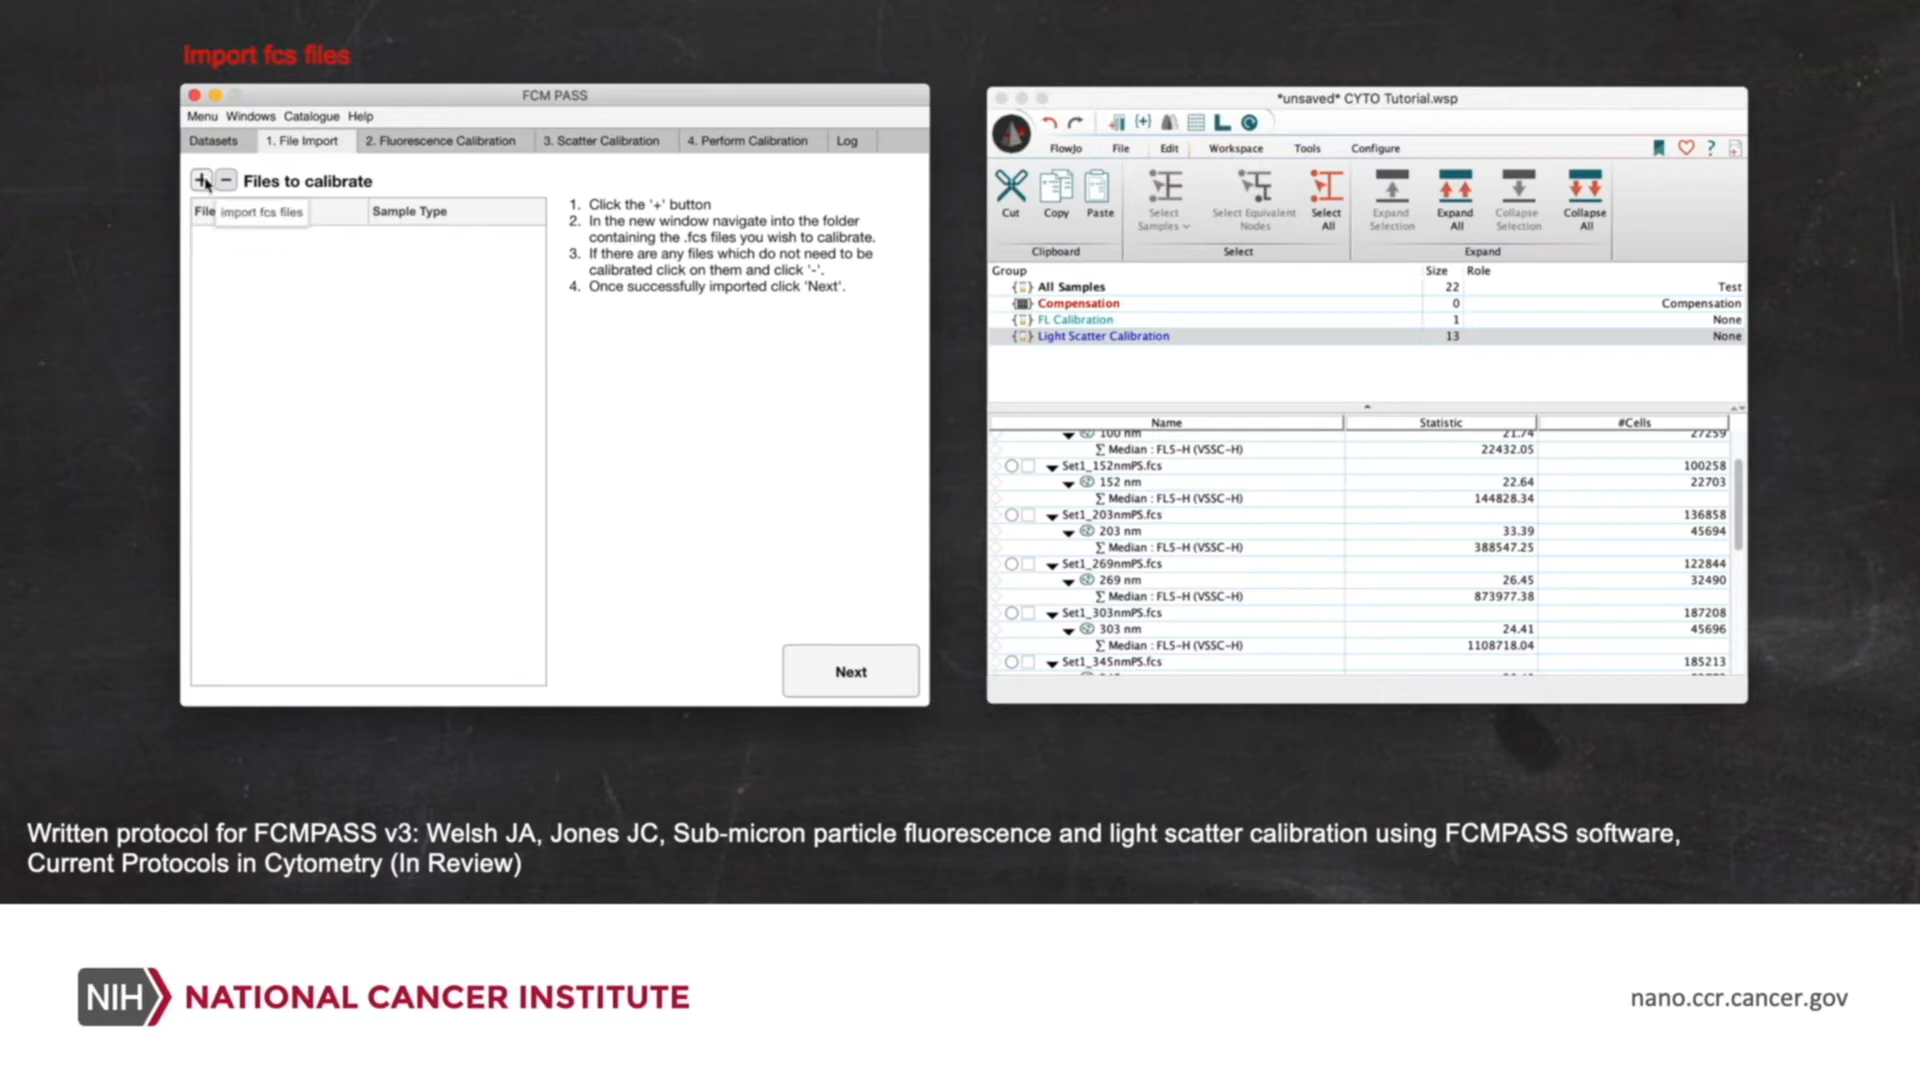 Import fcs files
FCM PASS
Menu Windows Catalogue Help
Datasets 1. File Import 2. Fluorescence Calibration 3. Scatter Calibration 4. Perform Calibration Log
+ − Files to calibrate
File import fcs files Sample Type
1. Click the '+' button
2. In the new window navigate into the folder
containing the .fcs files you wish to calibrate.
3. If there are any files which do not need to be
calibrated click on them and click '-'.
4. Once successfully imported click 'Next'.
Next
*unsaved* CYTO Tutorial.wsp
FlowJo File Edit Workspace Tools Configure
Cut Copy Paste Select Samples Select Equivalent Nodes Select All Expand Selection Expand All Collapse Selection Collapse All
Clipboard Select Expand
Group Size Role
All Samples 22 Test
Compensation 0 Compensation
FL Calibration 1 None
Light Scatter Calibration 13 None
Name Statistic #Cells
100 nm 21.74 27259
Σ Median : FL5-H (VSSC-H) 22432.05
Set1_152nmPS.fcs 100258
152 nm 22.64 22703
Σ Median : FL5-H (VSSC-H) 144828.34
Set1_203nmPS.fcs 136858
203 nm 33.39 45694
Σ Median : FL5-H (VSSC-H) 388547.25
Set1_269nmPS.fcs 122844
269 nm 26.45 32490
Σ Median : FL5-H (VSSC-H) 873977.38
Set1_303nmPS.fcs 187208
303 nm 24.41 45696
Σ Median : FL5-H (VSSC-H) 1108718.04
Set1_345nmPS.fcs 185213
Written protocol for FCMPASS v3: Welsh JA, Jones JC, Sub-micron particle fluorescence and light scatter calibration using FCMPASS software,
Current Protocols in Cytometry (In Review)
NIH NATIONAL CANCER INSTITUTE
nano.ccr.cancer.gov